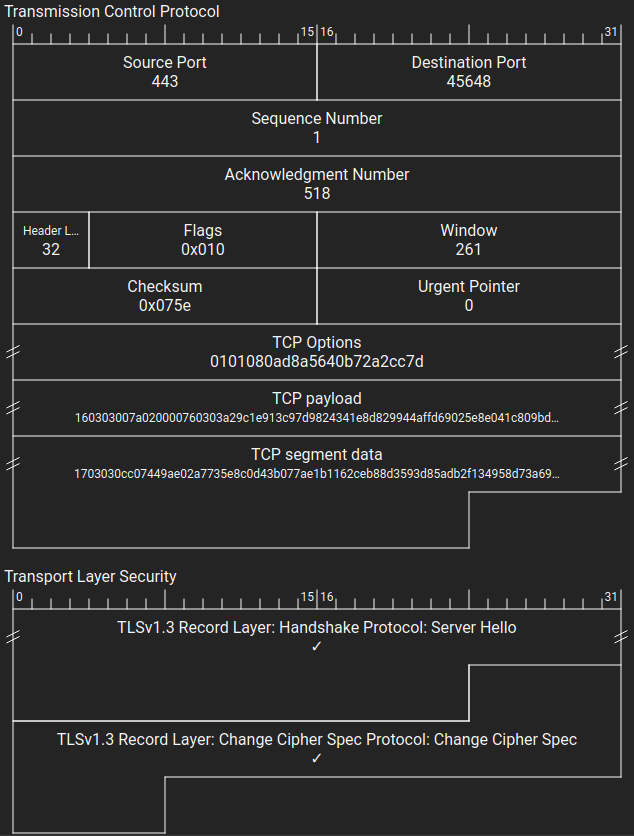 Transmission Control Protocol
0 15 16 31
Source Port Destination Port
443 45648
Sequence Number
1
Acknowledgment Number
518
Header L… Flags Window
32 0x010 261
Checksum Urgent Pointer
0x075e 0
TCP Options
0101080ad8a5640b72a2cc7d
TCP payload
160303007a020000760303a29c1e913c97d9824341e8d829944affd69025e8e041c809bd…
TCP segment data
1703030cc07449ae02a7735e8c0d43b077ae1b1162ceb88d3593d85adb2f134958d73a69…
Transport Layer Security
0 15 16 31
TLSv1.3 Record Layer: Handshake Protocol: Server Hello
✓
TLSv1.3 Record Layer: Change Cipher Spec Protocol: Change Cipher Spec
✓